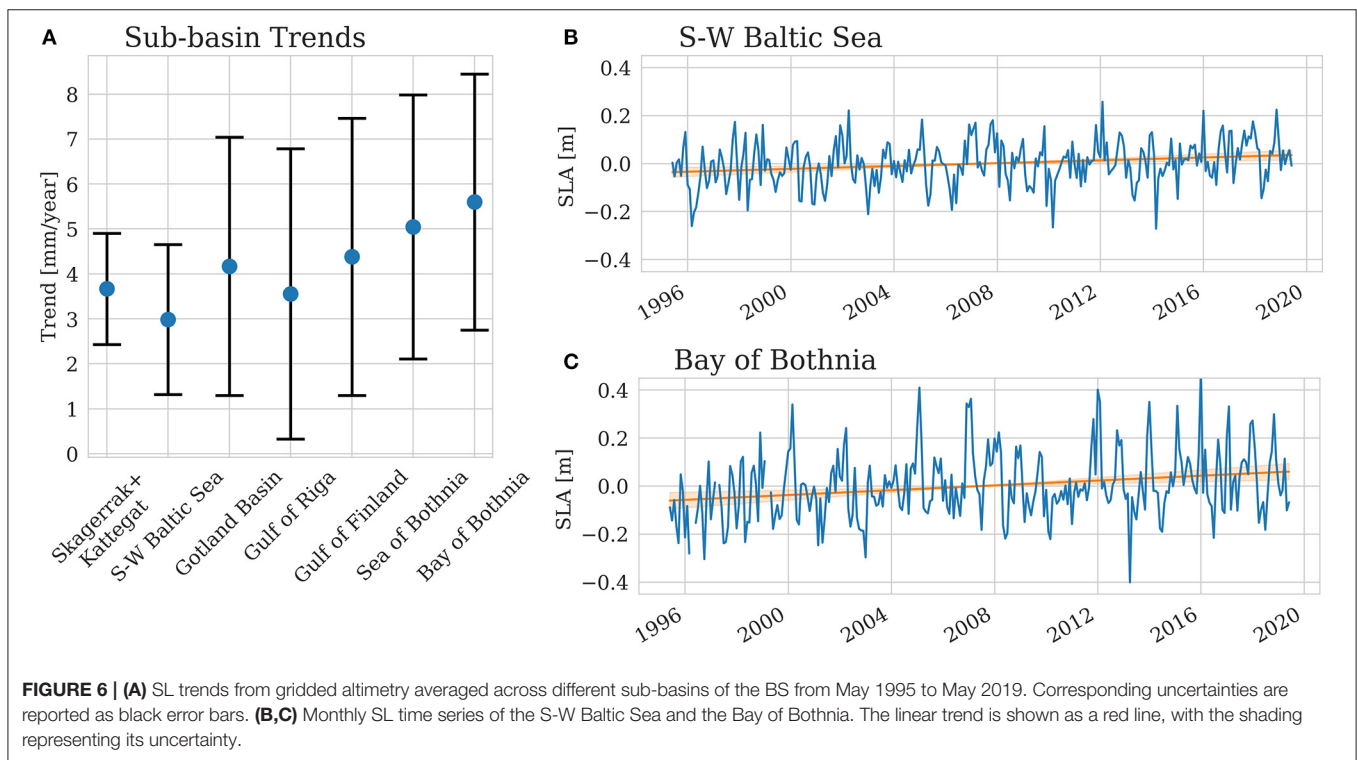 A
Sub-basin Trends
Trend [mm/year]
8
7
6
5
4
3
2
1
0
Skagerrak+
Kattegat
S-W Baltic Sea
Gotland Basin
Gulf of Riga
Gulf of Finland
Sea of Bothnia
Bay of Bothnia
B
S-W Baltic Sea
SLA [m]
0.4
0.2
0.0
−0.2
−0.4
1996
2000
2004
2008
2012
2016
2020
C
Bay of Bothnia
SLA [m]
0.4
0.2
0.0
−0.2
−0.4
1996
2000
2004
2008
2012
2016
2020
FIGURE 6 | (A) SL trends from gridded altimetry averaged across different sub-basins of the BS from May 1995 to May 2019. Corresponding uncertainties are
reported as black error bars. (B,C) Monthly SL time series of the S-W Baltic Sea and the Bay of Bothnia. The linear trend is shown as a red line, with the shading
representing its uncertainty.